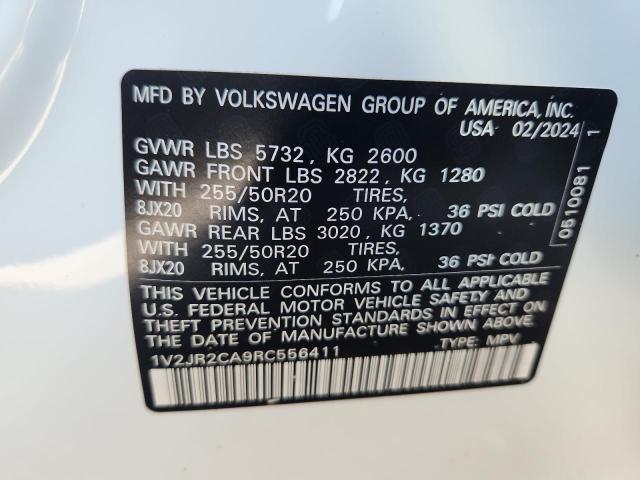 MFD BY VOLKSWAGEN GROUP OF AMERICA, INC.
USA 02/2024
GVWR LBS 5732, KG 2600
GAWR FRONT LBS 2822, KG 1280
WITH 255/50R20 TIRES,
8JX20 RIMS, AT 250 KPA, 36 PSI COLD
GAWR REAR LBS 3020, KG 1370
WITH 255/50R20 TIRES,
8JX20 RIMS, AT 250 KPA, 36 PSI COLD
THIS VEHICLE CONFORMS TO ALL APPLICABLE
U.S. FEDERAL MOTOR VEHICLE SAFETY AND
THEFT PREVENTION STANDARDS IN EFFECT ON
THE DATE OF MANUFACTURE SHOWN ABOVE.
1V2JR2CA9RC556411 TYPE: MPV
0510081 1